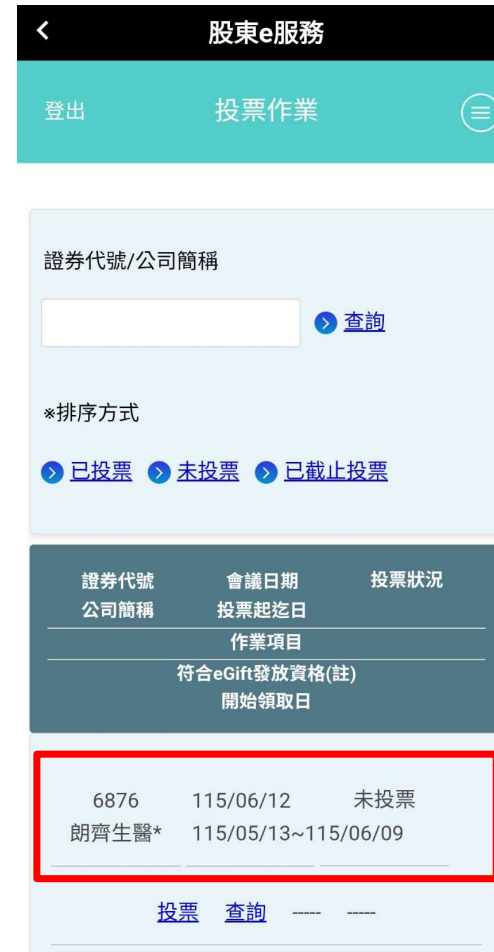 股東e服務
登出 投票作業
證券代號/公司簡稱
查詢
※排序方式
已投票 未投票 已截止投票
證券代號 會議日期 投票狀況
公司簡稱 投票起迄日
作業項目
符合eGift發放資格(註)
開始領取日
6876 115/06/12 未投票
朗齊生醫* 115/05/13~115/06/09
投票 查詢 ----- -----